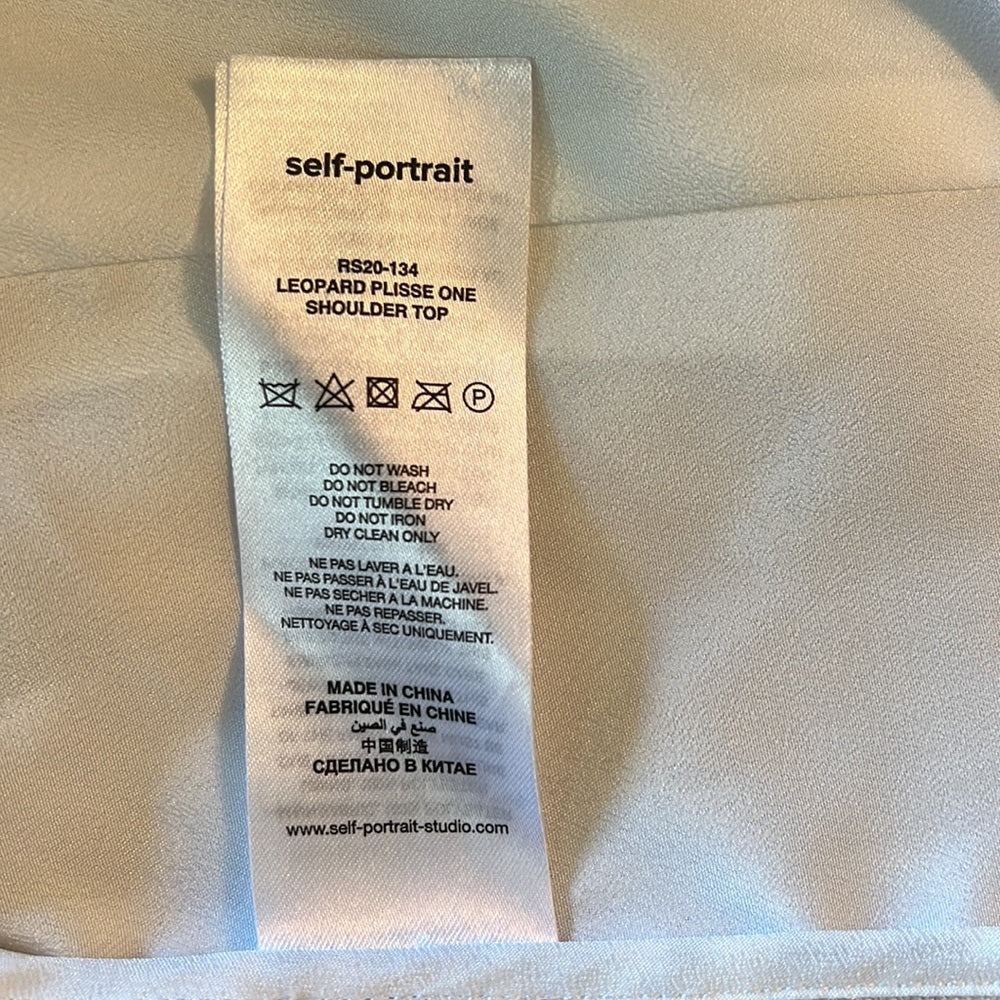 self-portrait
RS20-134
LEOPARD PLISSE ONE
SHOULDER TOP
P
DO NOT WASH
DO NOT BLEACH
DO NOT TUMBLE DRY
DO NOT IRON
DRY CLEAN ONLY
NE PAS LAVER A L'EAU.
NE PAS PASSER À L'EAU DE JAVEL.
NE PAS SECHER A LA MACHINE.
NE PAS REPASSER.
NETTOYAGE À SEC UNIQUEMENT.
MADE IN CHINA
FABRIQUÉ EN CHINE
صنع في الصين
中国制造
СДЕЛАНО В КИТАЕ
www.self-portrait-studio.com